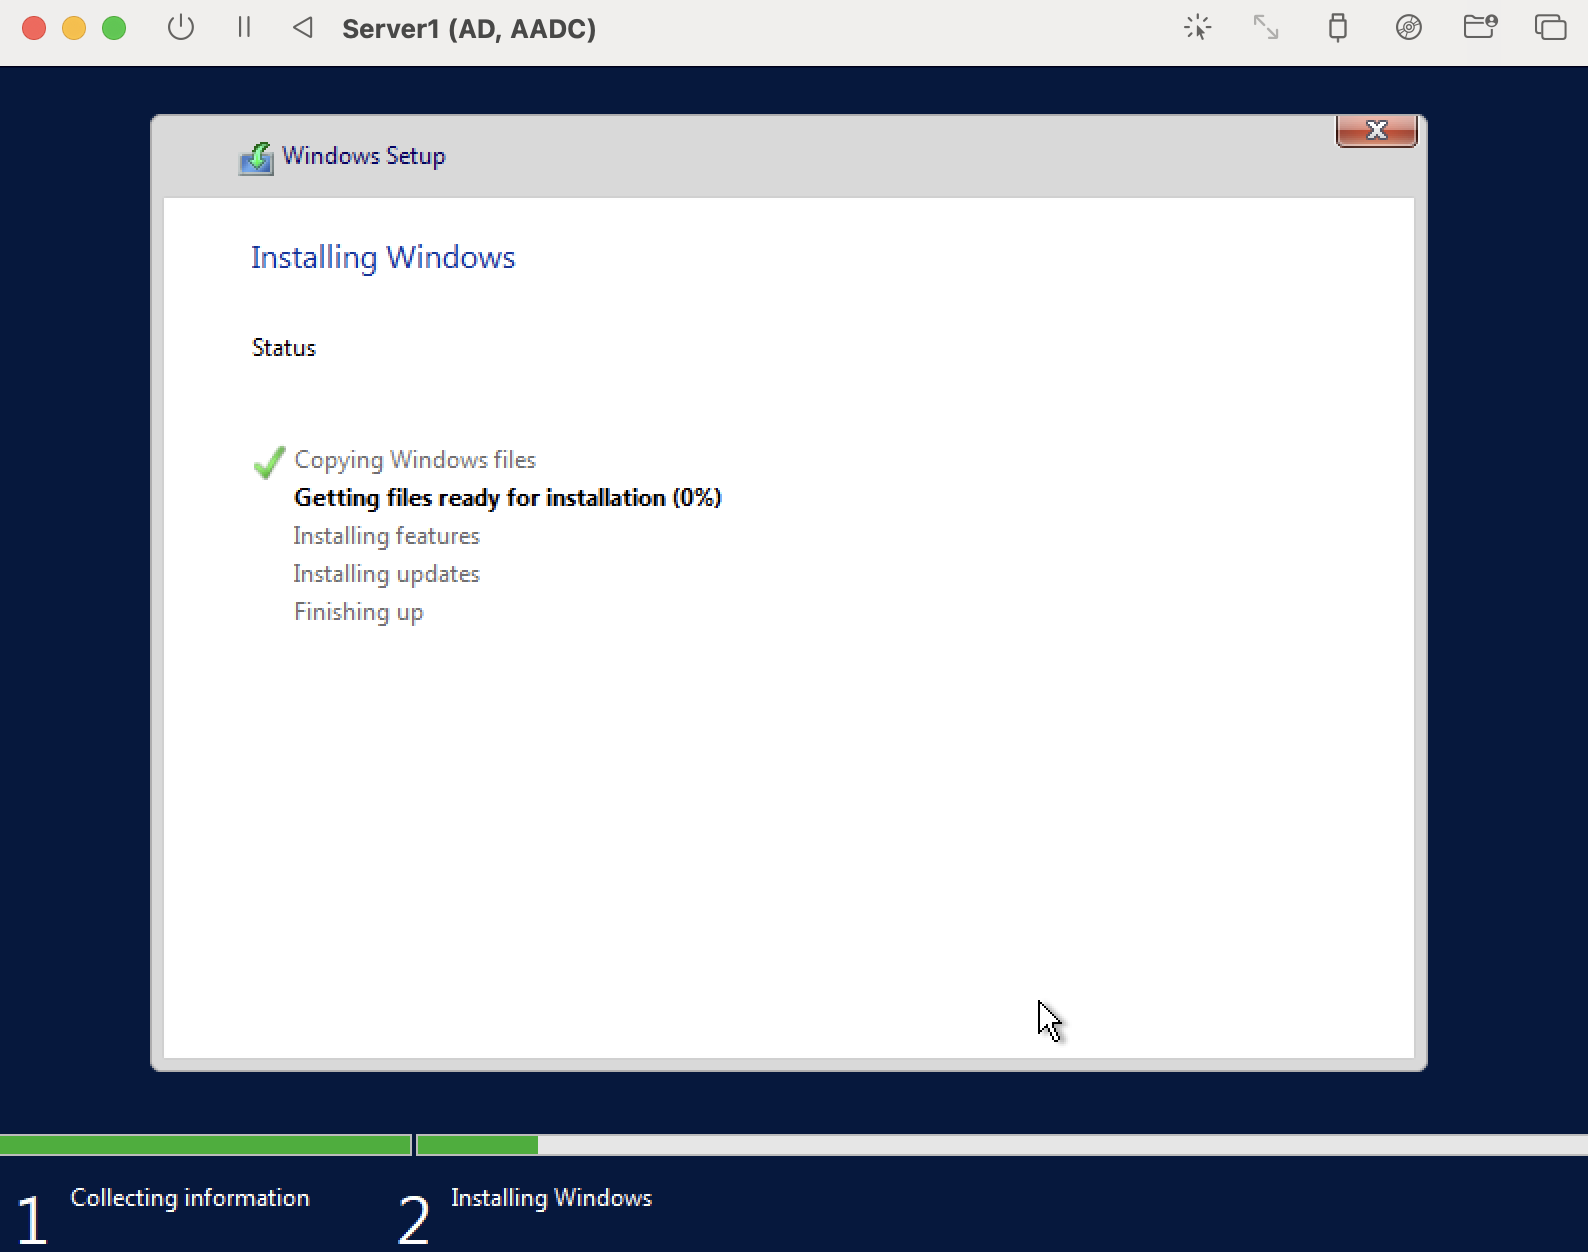 Server1 (AD, AADC)
Windows Setup
X
Installing Windows
Status
Copying Windows files
Getting files ready for installation (0%)
Installing features
Installing updates
Finishing up
1 Collecting information
2 Installing Windows